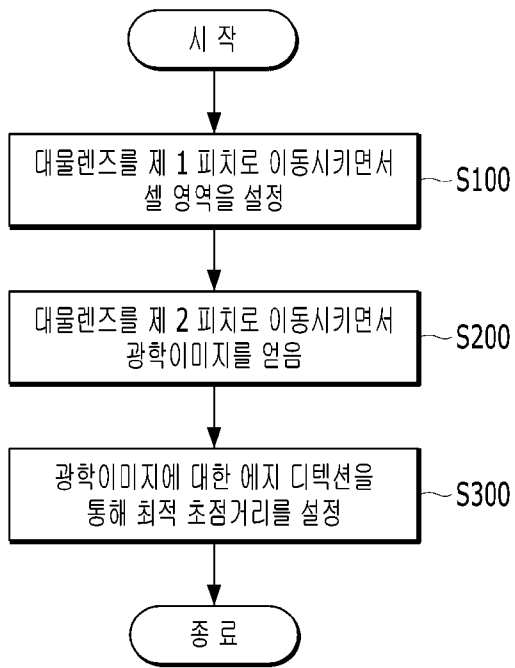 시 작
대물렌즈를 제 1 피치로 이동시키면서
셀 영역을 설정
S100
대물렌즈를 제 2 피치로 이동시키면서
광학이미지를 얻음
S200
광학이미지에 대한 에지 디텍션을
통해 최적 초점거리를 설정
S300
종 료